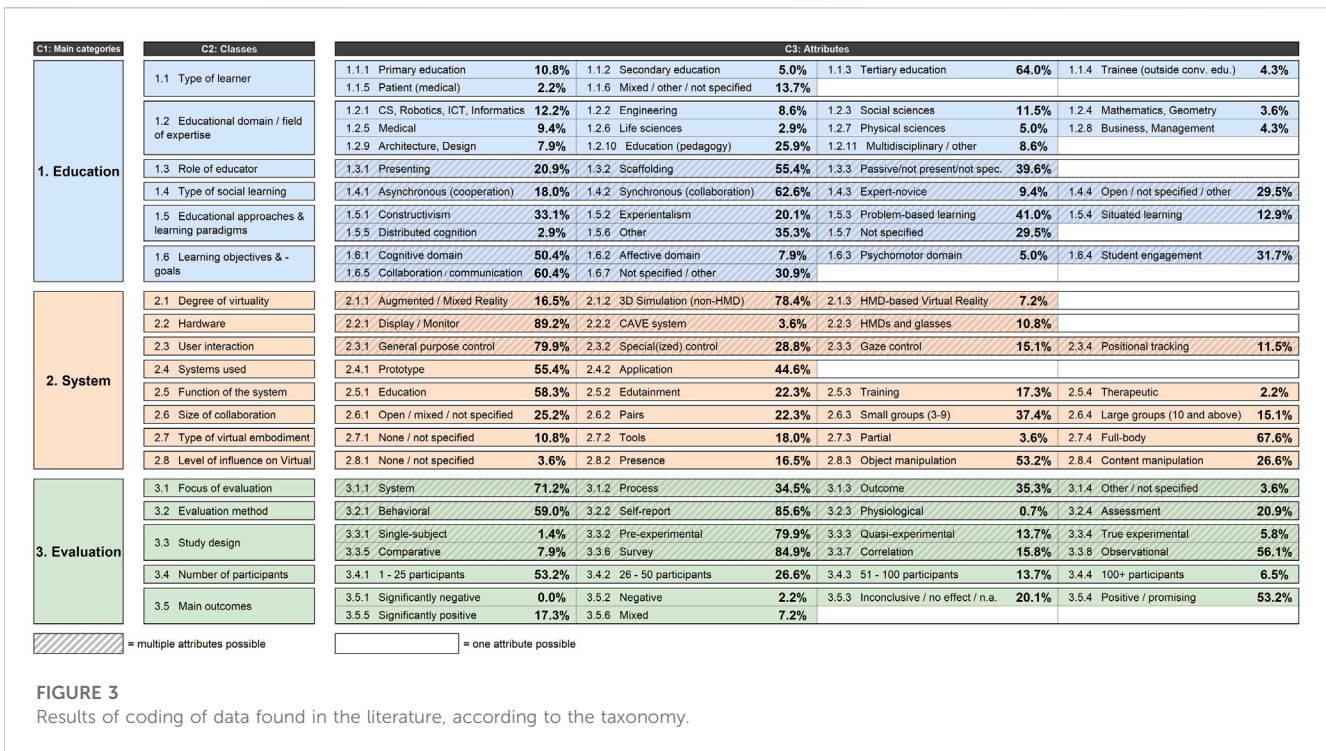 C1: Main categories C2: Classes C3: Attributes
1. Education
1.1 Type of learner
1.1.1 Primary education 10.8% 1.1.2 Secondary education 5.0% 1.1.3 Tertiary education 64.0% 1.1.4 Trainee (outside conv. edu.) 4.3%
1.1.5 Patient (medical) 2.2% 1.1.6 Mixed / other / not specified 13.7%
1.2 Educational domain / field
of expertise
1.2.1 CS, Robotics, ICT, Informatics 12.2% 1.2.2 Engineering 8.6% 1.2.3 Social sciences 11.5% 1.2.4 Mathematics, Geometry 3.6%
1.2.5 Medical 9.4% 1.2.6 Life sciences 2.9% 1.2.7 Physical sciences 5.0% 1.2.8 Business, Management 4.3%
1.2.9 Architecture, Design 7.9% 1.2.10 Education (pedagogy) 25.9% 1.2.11 Multidisciplinary / other 8.6%
1.3 Role of educator
1.3.1 Presenting 20.9% 1.3.2 Scaffolding 55.4% 1.3.3 Passive/not present/not spec. 39.6%
1.4 Type of social learning
1.4.1 Asynchronous (cooperation) 18.0% 1.4.2 Synchronous (collaboration) 62.6% 1.4.3 Expert-novice 9.4% 1.4.4 Open / not specified / other 29.5%
1.5 Educational approaches &
learning paradigms
1.5.1 Constructivism 33.1% 1.5.2 Experientalism 20.1% 1.5.3 Problem-based learning 41.0% 1.5.4 Situated learning 12.9%
1.5.5 Distributed cognition 2.9% 1.5.6 Other 35.3% 1.5.7 Not specified 29.5%
1.6 Learning objectives & -
goals
1.6.1 Cognitive domain 50.4% 1.6.2 Affective domain 7.9% 1.6.3 Psychomotor domain 5.0% 1.6.4 Student engagement 31.7%
1.6.5 Collaboration / communication 60.4% 1.6.7 Not specified / other 30.9%
2. System
2.1 Degree of virtuality
2.1.1 Augmented / Mixed Reality 16.5% 2.1.2 3D Simulation (non-HMD) 78.4% 2.1.3 HMD-based Virtual Reality 7.2%
2.2 Hardware
2.2.1 Display / Monitor 89.2% 2.2.2 CAVE system 3.6% 2.2.3 HMDs and glasses 10.8%
2.3 User interaction
2.3.1 General purpose control 79.9% 2.3.2 Special(ized) control 28.8% 2.3.3 Gaze control 15.1% 2.3.4 Positional tracking 11.5%
2.4 Systems used
2.4.1 Prototype 55.4% 2.4.2 Application 44.6%
2.5 Function of the system
2.5.1 Education 58.3% 2.5.2 Edutainment 22.3% 2.5.3 Training 17.3% 2.5.4 Therapeutic 2.2%
2.6 Size of collaboration
2.6.1 Open / mixed / not specified 25.2% 2.6.2 Pairs 22.3% 2.6.3 Small groups (3-9) 37.4% 2.6.4 Large groups (10 and above) 15.1%
2.7 Type of virtual embodiment
2.7.1 None / not specified 10.8% 2.7.2 Tools 18.0% 2.7.3 Partial 3.6% 2.7.4 Full-body 67.6%
2.8 Level of influence on Virtual
2.8.1 None / not specified 3.6% 2.8.2 Presence 16.5% 2.8.3 Object manipulation 53.2% 2.8.4 Content manipulation 26.6%
3. Evaluation
3.1 Focus of evaluation
3.1.1 System 71.2% 3.1.2 Process 34.5% 3.1.3 Outcome 35.3% 3.1.4 Other / not specified 3.6%
3.2 Evaluation method
3.2.1 Behavioral 59.0% 3.2.2 Self-report 85.6% 3.2.3 Physiological 0.7% 3.2.4 Assessment 20.9%
3.3 Study design
3.3.1 Single-subject 1.4% 3.3.2 Pre-experimental 79.9% 3.3.3 Quasi-experimental 13.7% 3.3.4 True experimental 5.8%
3.3.5 Comparative 7.9% 3.3.6 Survey 84.9% 3.3.7 Correlation 15.8% 3.3.8 Observational 56.1%
3.4 Number of participants
3.4.1 1 - 25 participants 53.2% 3.4.2 26 - 50 participants 26.6% 3.4.3 51 - 100 participants 13.7% 3.4.4 100+ participants 6.5%
3.5 Main outcomes
3.5.1 Significantly negative 0.0% 3.5.2 Negative 2.2% 3.5.3 Inconclusive / no effect / n.a. 20.1% 3.5.4 Positive / promising 53.2%
3.5.5 Significantly positive 17.3% 3.5.6 Mixed 7.2%
= multiple attributes possible = one attribute possible
FIGURE 3
Results of coding of data found in the literature, according to the taxonomy.